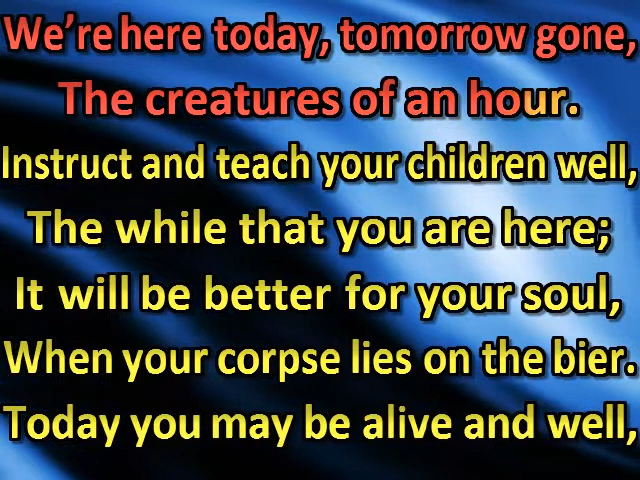 We're here today, tomorrow gone,
The creatures of an hour.
Instruct and teach your children well,
The while that you are here;
It will be better for your soul,
When your corpse lies on the bier.
Today you may be alive and well,